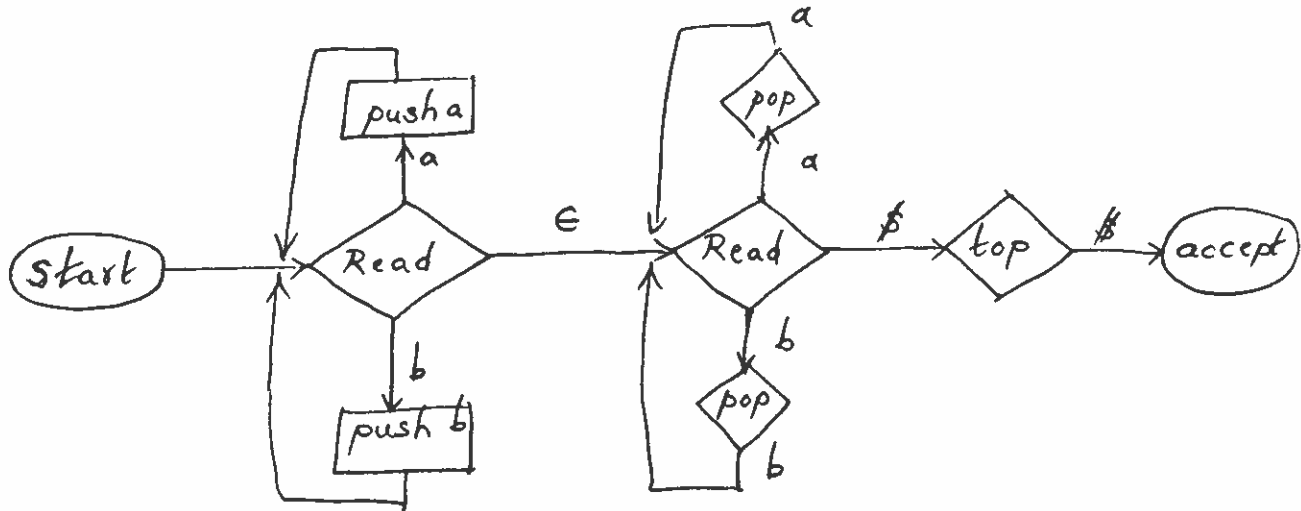 a
push a
pop
a
a
Є
$
$
start
Read
Read
top
accept
b
b
push b
pop
b